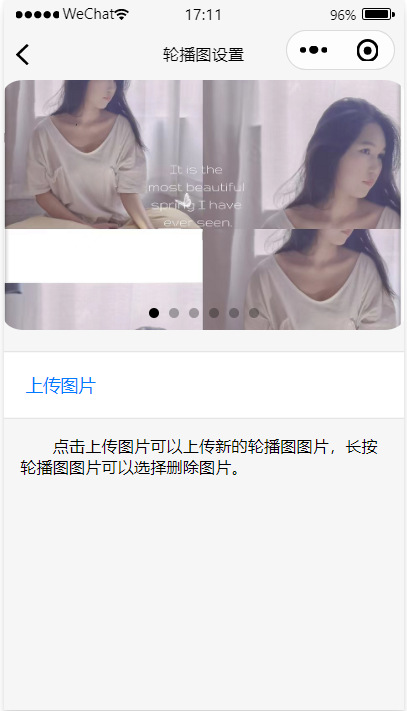 WeChat 17:11 96%
轮播图设置
It is the
most beautiful
spring I have
ever seen.
上传图片
点击上传图片可以上传新的轮播图图片，长按
轮播图图片可以选择删除图片。